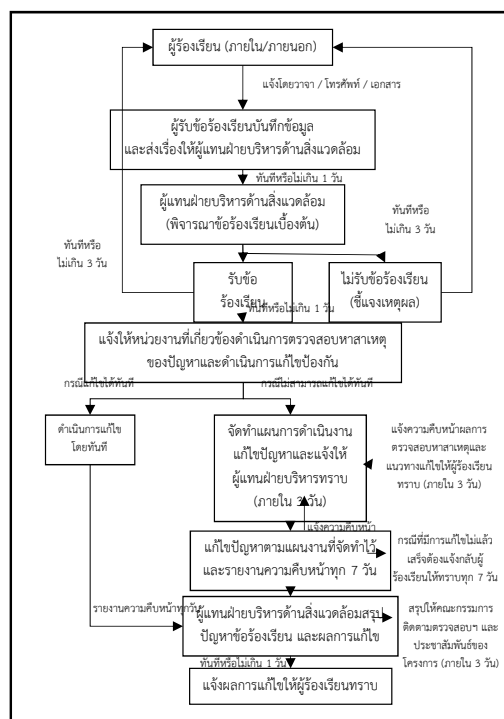 ผู้ร้องเรียน (ภายใน/ภายนอก)
แจ้งโดยวาจา / โทรศัพท์ / เอกสาร
ผู้รับข้อร้องเรียนบันทึกข้อมูล
และส่งเรื่องให้ผู้แทนฝ่ายบริหารด้านสิ่งแวดล้อม
ทันทีหรือไม่เกิน 1 วัน
ผู้แทนฝ่ายบริหารด้านสิ่งแวดล้อม
(พิจารณาข้อร้องเรียนเบื้องต้น)
ทันทีหรือ
ไม่เกิน 3 วัน
ทันทีหรือ
ไม่เกิน 3 วัน
รับข้อ
ร้องเรียน
ไม่รับข้อร้องเรียน
(ชี้แจงเหตุผล)
ทันทีหรือไม่เกิน 1 วัน
แจ้งให้หน่วยงานที่เกี่ยวข้องดำเนินการตรวจสอบหาสาเหตุ
ของปัญหาและดำเนินการแก้ไขป้องกัน
กรณีแก้ไขได้ทันที
กรณีไม่สามารถแก้ไขได้ทันที
ดำเนินการแก้ไข
โดยทันที
จัดทำแผนการดำเนินงาน
แก้ไขปัญหาและแจ้งให้
ผู้แทนฝ่ายบริหารทราบ
(ภายใน 3 วัน)
แจ้งความคืบหน้าผลการ
ตรวจสอบหาสาเหตุและ
แนวทางแก้ไขให้ผู้ร้องเรียน
ทราบ (ภายใน 3 วัน)
แจ้งความคืบหน้า
แก้ไขปัญหาตามแผนงานที่จัดทำไว้
และรายงานความคืบหน้าทุก 7 วัน
กรณีที่มีการแก้ไขไม่แล้ว
เสร็จต้องแจ้งกลับผู้
ร้องเรียนให้ทราบทุก 7 วัน
รายงานความคืบหน้าทุกวัน
ผู้แทนฝ่ายบริหารด้านสิ่งแวดล้อมสรุป
ปัญหาข้อร้องเรียน และผลการแก้ไข
สรุปให้คณะกรรมการ
ติดตามตรวจสอบฯ และ
ประชาสัมพันธ์ของ
โครงการ (ภายใน 3 วัน)
ทันทีหรือไม่เกิน 1 วัน
แจ้งผลการแก้ไขให้ผู้ร้องเรียนทราบ